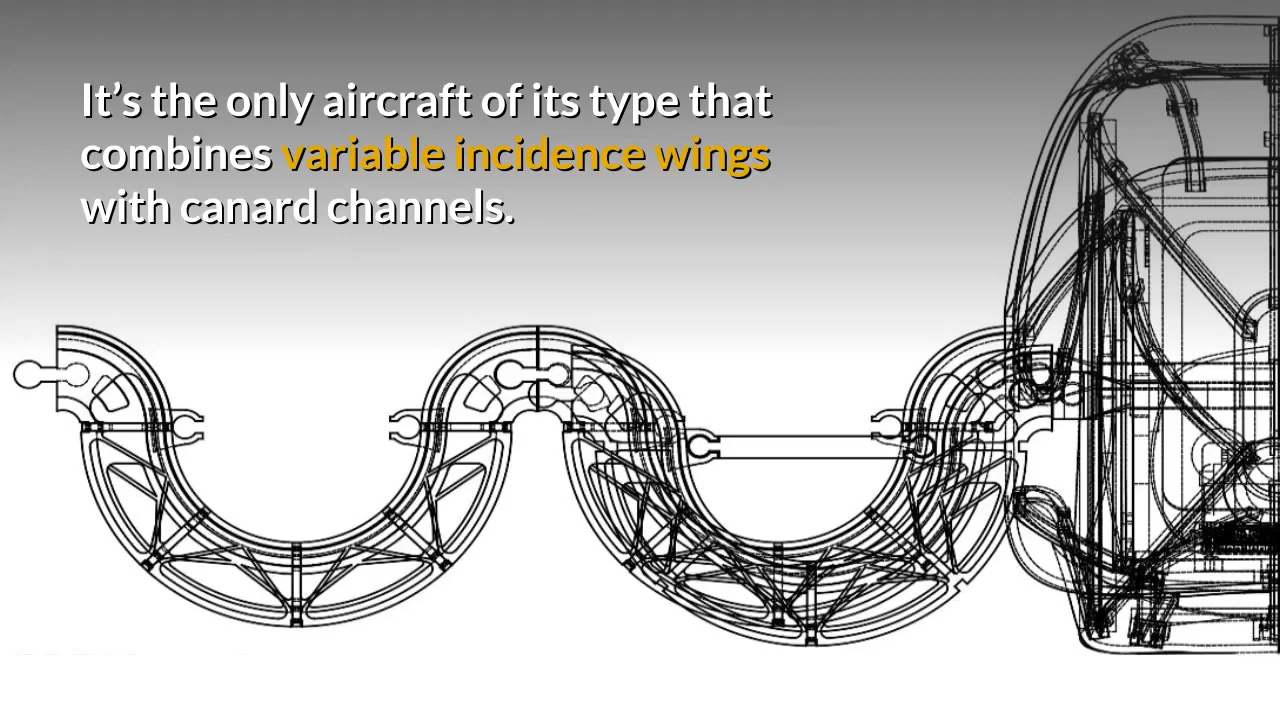 It’s the only aircraft of its type that
combines variable incidence wings
with canard channels.